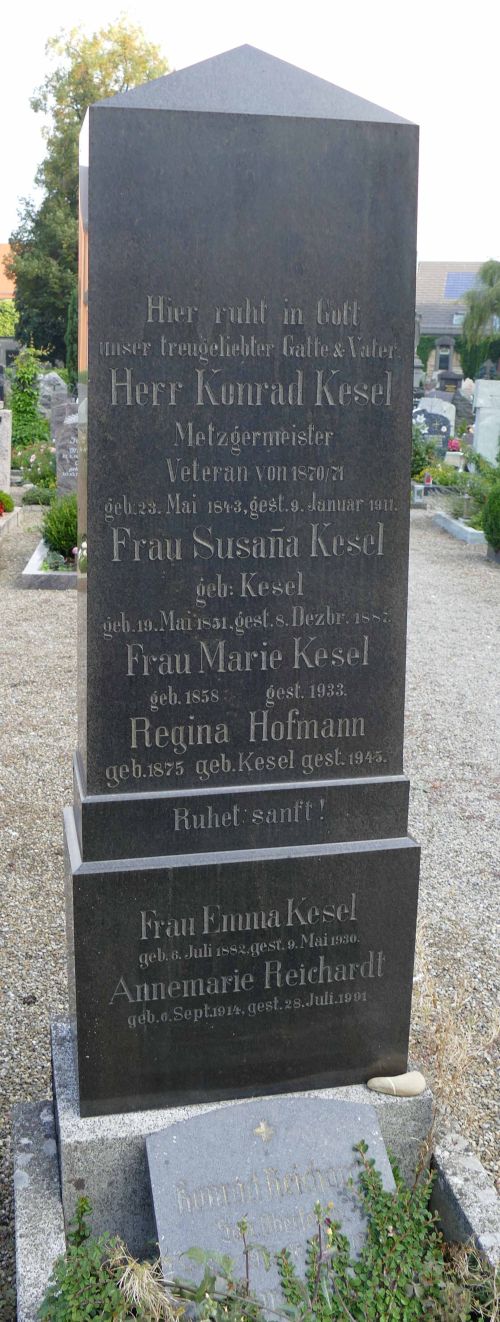 Hier ruht in Gott
unser treugeliebter Gatte & Vater
Herr Konrad Kesel
Metzgermeister
Veteran von 1870/71
geb. 23. Mai 1843, gest. 9. Januar 1911.
Frau Susan̄a Kesel
geb: Kesel
geb. 19. Mai 1851, gest. 8. Dezbr.
Frau Marie Kesel
geb. 1858 gest. 1933.
Regina Hofmann
geb. 1875 geb. Kesel gest. 1945.
Ruhet sanft!
Frau Emma Kesel
geb. 6. Juli 1882, gest. 9. Mai 1930.
Annemarie Reichardt
geb. 6. Sept. 1914, gest. 28. Juli. 1991
Konrad